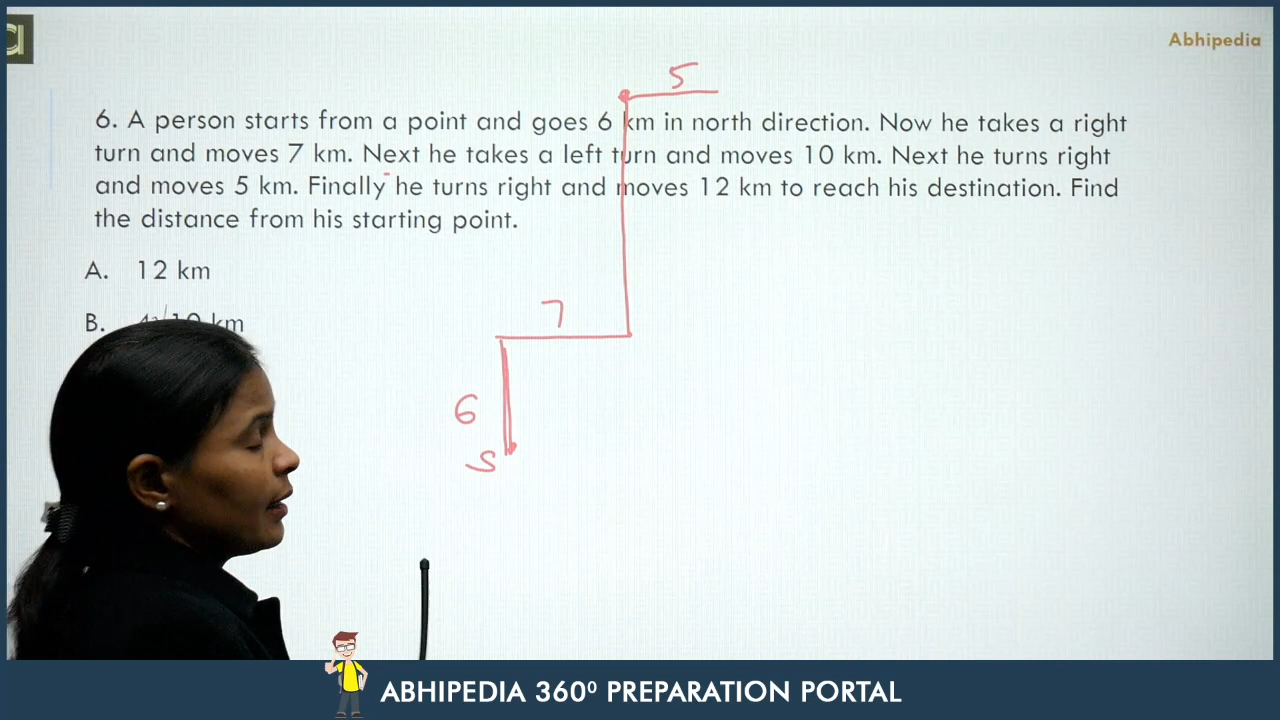 Abhipedia
5
6. A person starts from a point and goes 6 km in north direction. Now he takes a right
turn and moves 7 km. Next he takes a left turn and moves 10 km. Next he turns right
and moves 5 km. Finally he turns right and moves 12 km to reach his destination. Find
the distance from his starting point.
A. 12 km
B. km
7
6
S
ABHIPEDIA 360⁰ PREPARATION PORTAL